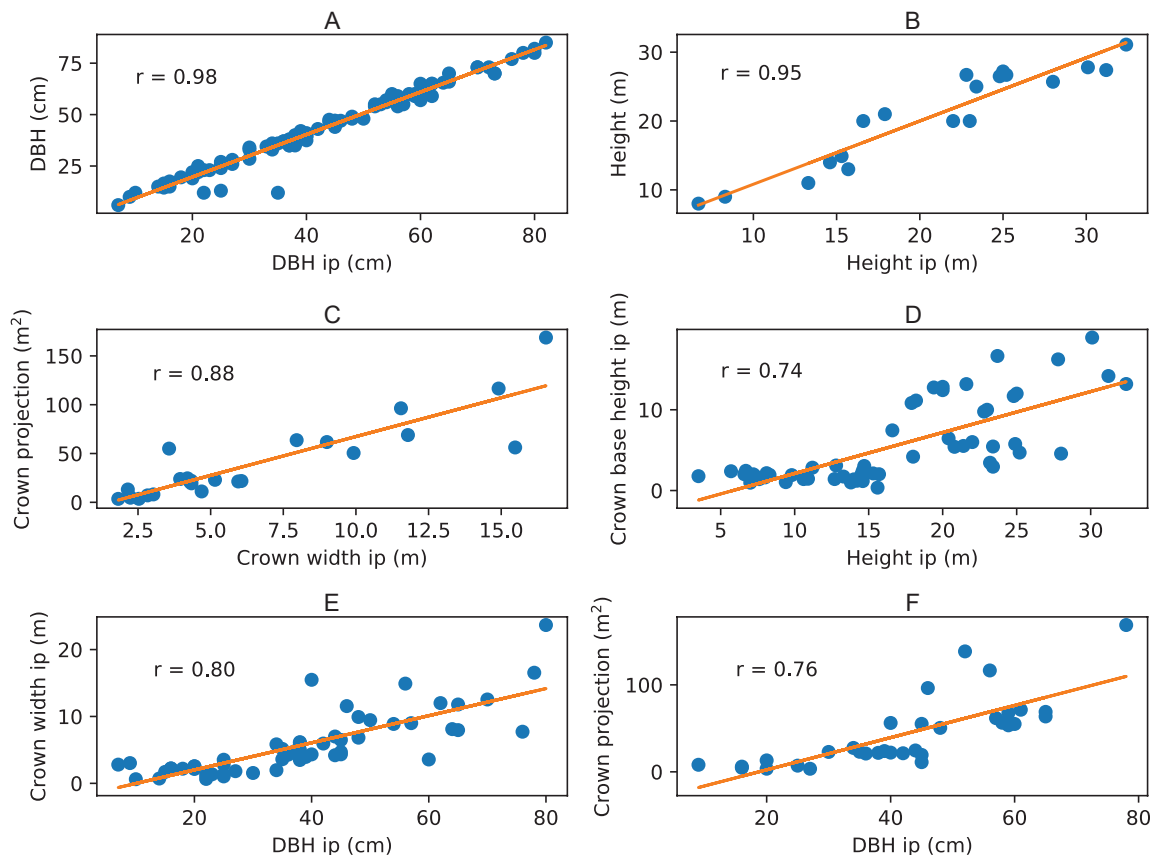 A
DBH (cm)
75
50
25
r = 0.98
20 40 60 80
DBH ip (cm)
B
Height (m)
30
20
10
r = 0.95
10 15 20 25 30
Height ip (m)
C
Crown projection (m²)
150
100
50
0
r = 0.88
2.5 5.0 7.5 10.0 12.5 15.0
Crown width ip (m)
D
Crown base height ip (m)
10
0
r = 0.74
5 10 15 20 25 30
Height ip (m)
E
Crown width ip (m)
20
10
0
r = 0.80
20 40 60 80
DBH ip (cm)
F
Crown projection (m²)
100
0
r = 0.76
20 40 60 80
DBH ip (cm)